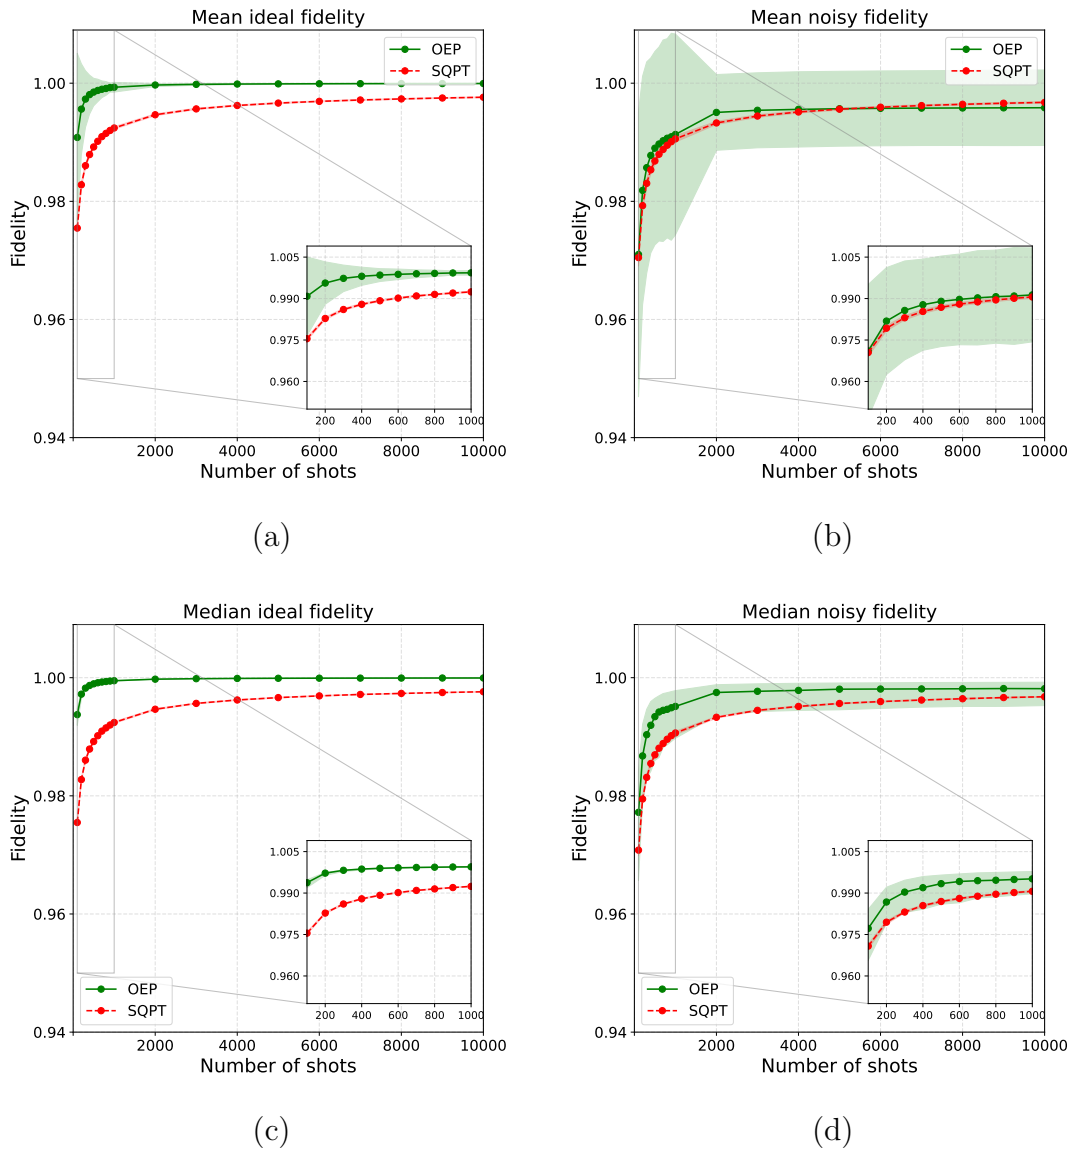 Mean ideal fidelity
OEP
SQPT
1.00
0.98
0.96
0.94
Fidelity
1.005
0.990
0.975
0.960
200 400 600 800 1000
2000 4000 6000 8000 10000
Number of shots
(a)
Mean noisy fidelity
OEP
SQPT
1.00
0.98
0.96
0.94
Fidelity
1.005
0.990
0.975
0.960
200 400 600 800 1000
2000 4000 6000 8000 10000
Number of shots
(b)
Median ideal fidelity
1.00
0.98
0.96
0.94
Fidelity
1.005
0.990
0.975
0.960
200 400 600 800 1000
OEP
SQPT
2000 4000 6000 8000 10000
Number of shots
(c)
Median noisy fidelity
1.00
0.98
0.96
0.94
Fidelity
1.005
0.990
0.975
0.960
200 400 600 800 1000
OEP
SQPT
2000 4000 6000 8000 10000
Number of shots
(d)